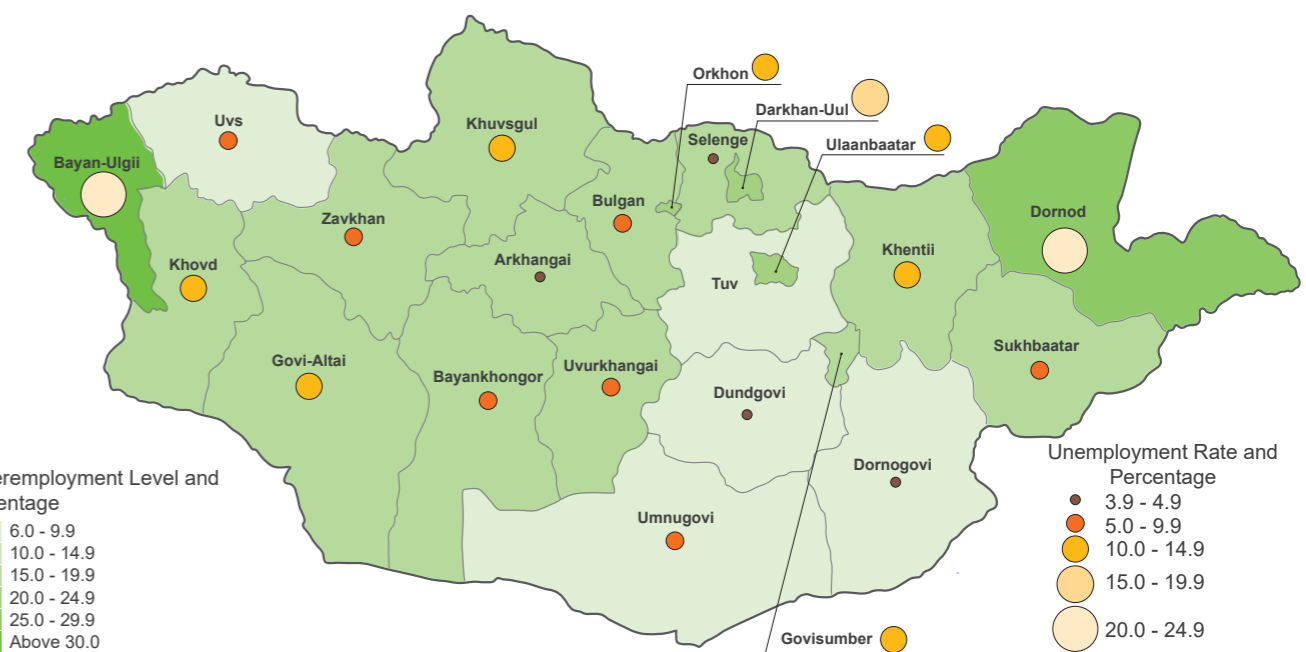 Orkhon
Darkhan-Uul
Ulaanbaatar
Uvs
Khuvsgul
Selenge
Bayan-Ulgii
Bulgan
Dornod
Zavkhan
Khovd
Arkhangai
Khentii
Tuv
Govi-Altai
Bayankhongor
Uvurkhangai
Sukhbaatar
Dundgovi
Dornogovi
Umnugovi
Govisumber
eremployment Level and
entage
6.0 - 9.9
10.0 - 14.9
15.0 - 19.9
20.0 - 24.9
25.0 - 29.9
Above 30.0
Unemployment Rate and
Percentage
3.9 - 4.9
5.0 - 9.9
10.0 - 14.9
15.0 - 19.9
20.0 - 24.9